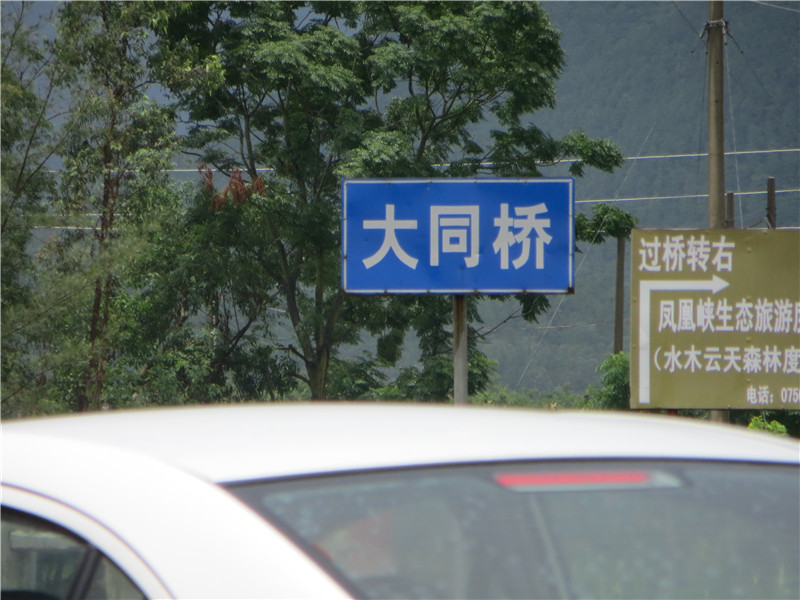 大同桥
过桥转右
凤凰峡生态旅游
（水木云天森林度
电话：075